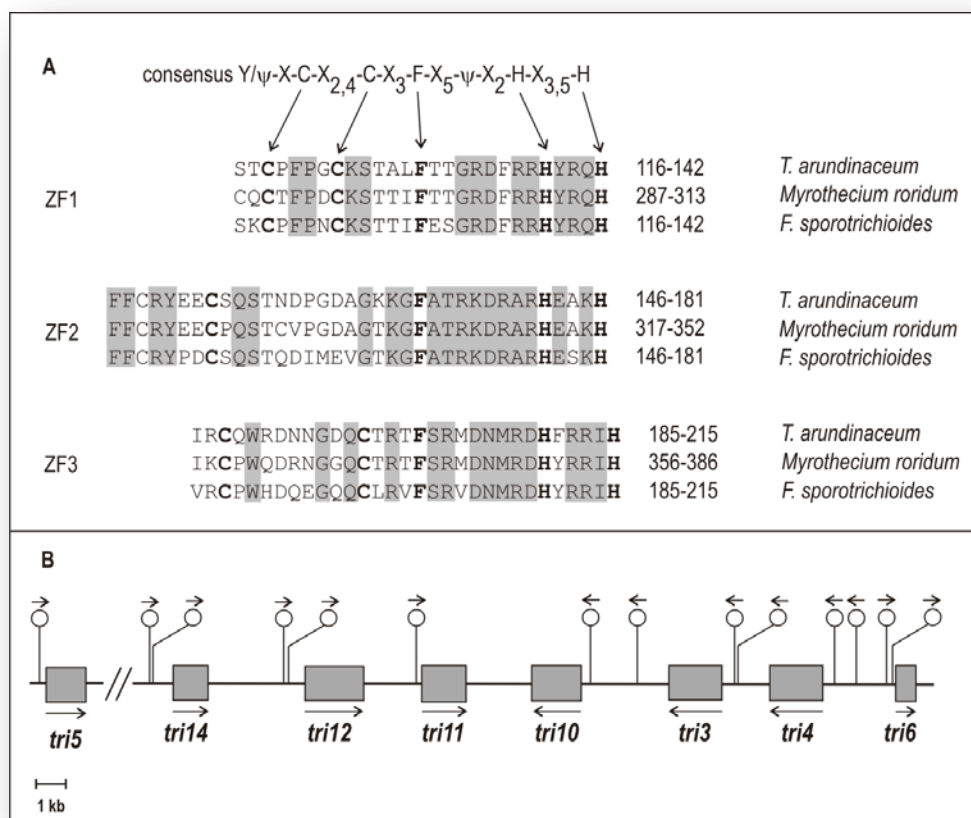 A
consensus Y/ψ-X-C-X2,4-C-X3-F-X5-ψ-X2-H-X3,5-H
ZF1
STCPFPGCKSTALFTTGRDFRRHYRQH 116-142 T. arundinaceum
CQCTFPDCKSTTIFTTGRDFRRHYRQH 287-313 Myrothecium roridum
SKCPFPNCKSTTIFESGRDFRRHYRQH 116-142 F. sporotrichioides
ZF2
FFCRYEECSQSTNDPGDAGKKGFATRKDRARHEAKH 146-181 T. arundinaceum
FFCRYEECPQSTCVPGDAGTKGFATRKDRARHEAKH 317-352 Myrothecium roridum
FFCRYPDCSQSTQDIMEVGTKGFATRKDRARHESKH 146-181 F. sporotrichioides
ZF3
IRCQWRDNNGDQCTRTFSRMDNMRDHFRRIH 185-215 T. arundinaceum
IKCPWQDRNGGQCTRTFSRMDNMRDHYRRIH 356-386 Myrothecium roridum
VRCPWHDQEGQQCLRVFSRVDNMRDHYRRIH 185-215 F. sporotrichioides
B
tri5 tri14 tri12 tri11 tri10 tri3 tri4 tri6
1 kb